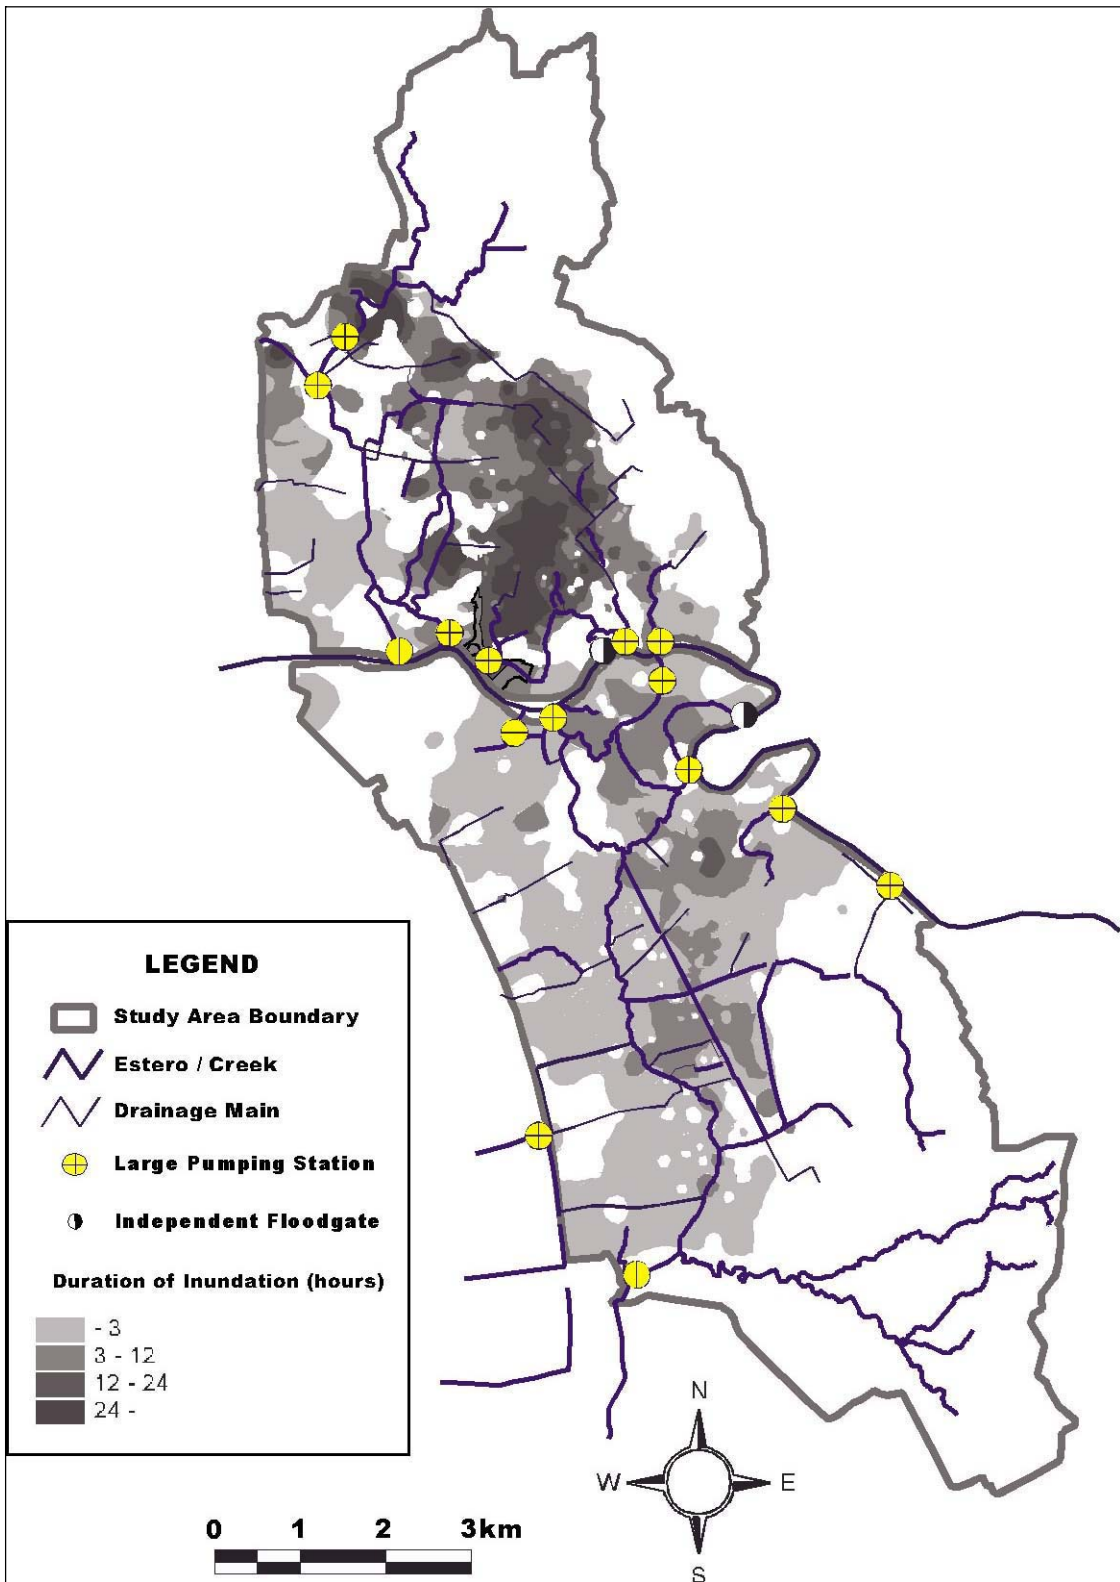 LEGEND
Study Area Boundary
Estero / Creek
Drainage Main
Large Pumping Station
Independent Floodgate
Duration of Inundation (hours)
- 3
3 - 12
12 - 24
24 -
N
W E
S
0 1 2 3km